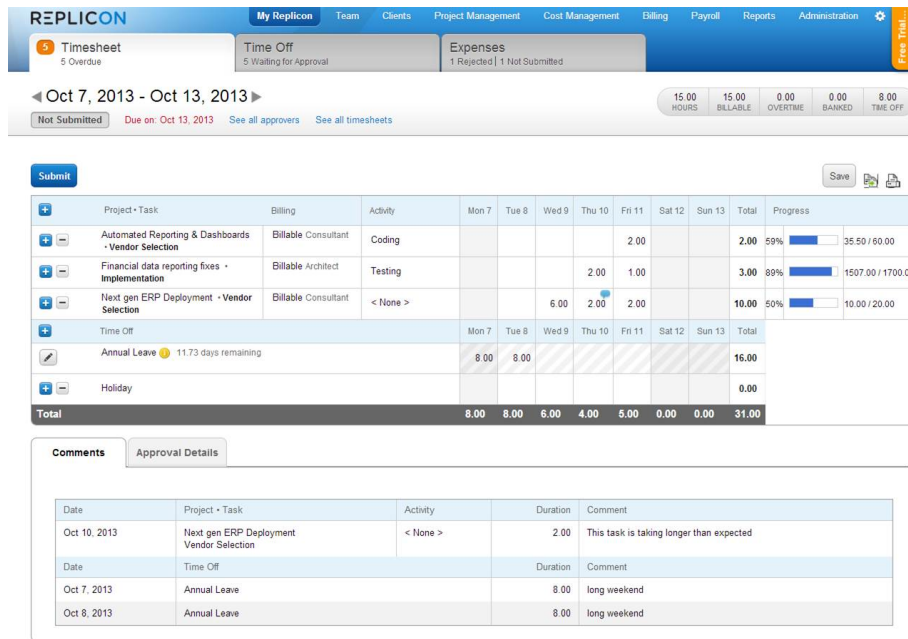 REPLICON
My Replicon Team Clients Project Management Cost Management Billing Payroll Reports Administration
Free Trial...
5 Timesheet
5 Overdue
Time Off
5 Waiting for Approval
Expenses
1 Rejected | 1 Not Submitted
Oct 7, 2013 - Oct 13, 2013
15.00 HOURS 15.00 BILLABLE 0.00 OVERTIME 0.00 BANKED 8.00 TIME OFF
Not Submitted Due on: Oct 13, 2013 See all approvers See all timesheets
Submit Save
Project • Task Billing Activity Mon 7 Tue 8 Wed 9 Thu 10 Fri 11 Sat 12 Sun 13 Total Progress
Automated Reporting & Dashboards Billable Consultant Coding 2.00 2.00 59% 35.50 / 60.00
• Vendor Selection
Financial data reporting fixes • Billable Architect Testing 2.00 1.00 3.00 89% 1507.00 / 1700.0
Implementation
Next gen ERP Deployment • Vendor Billable Consultant < None > 6.00 2.00 2.00 10.00 50% 10.00 / 20.00
Selection
Time Off Mon 7 Tue 8 Wed 9 Thu 10 Fri 11 Sat 12 Sun 13 Total
Annual Leave 11.73 days remaining 8.00 8.00 16.00
Holiday 0.00
Total 8.00 8.00 6.00 4.00 5.00 0.00 0.00 31.00
Comments Approval Details
Date Project • Task Activity Duration Comment
Oct 10, 2013 Next gen ERP Deployment < None > 2.00 This task is taking longer than expected
Vendor Selection
Date Time Off Duration Comment
Oct 7, 2013 Annual Leave 8.00 long weekend
Oct 8, 2013 Annual Leave 8.00 long weekend